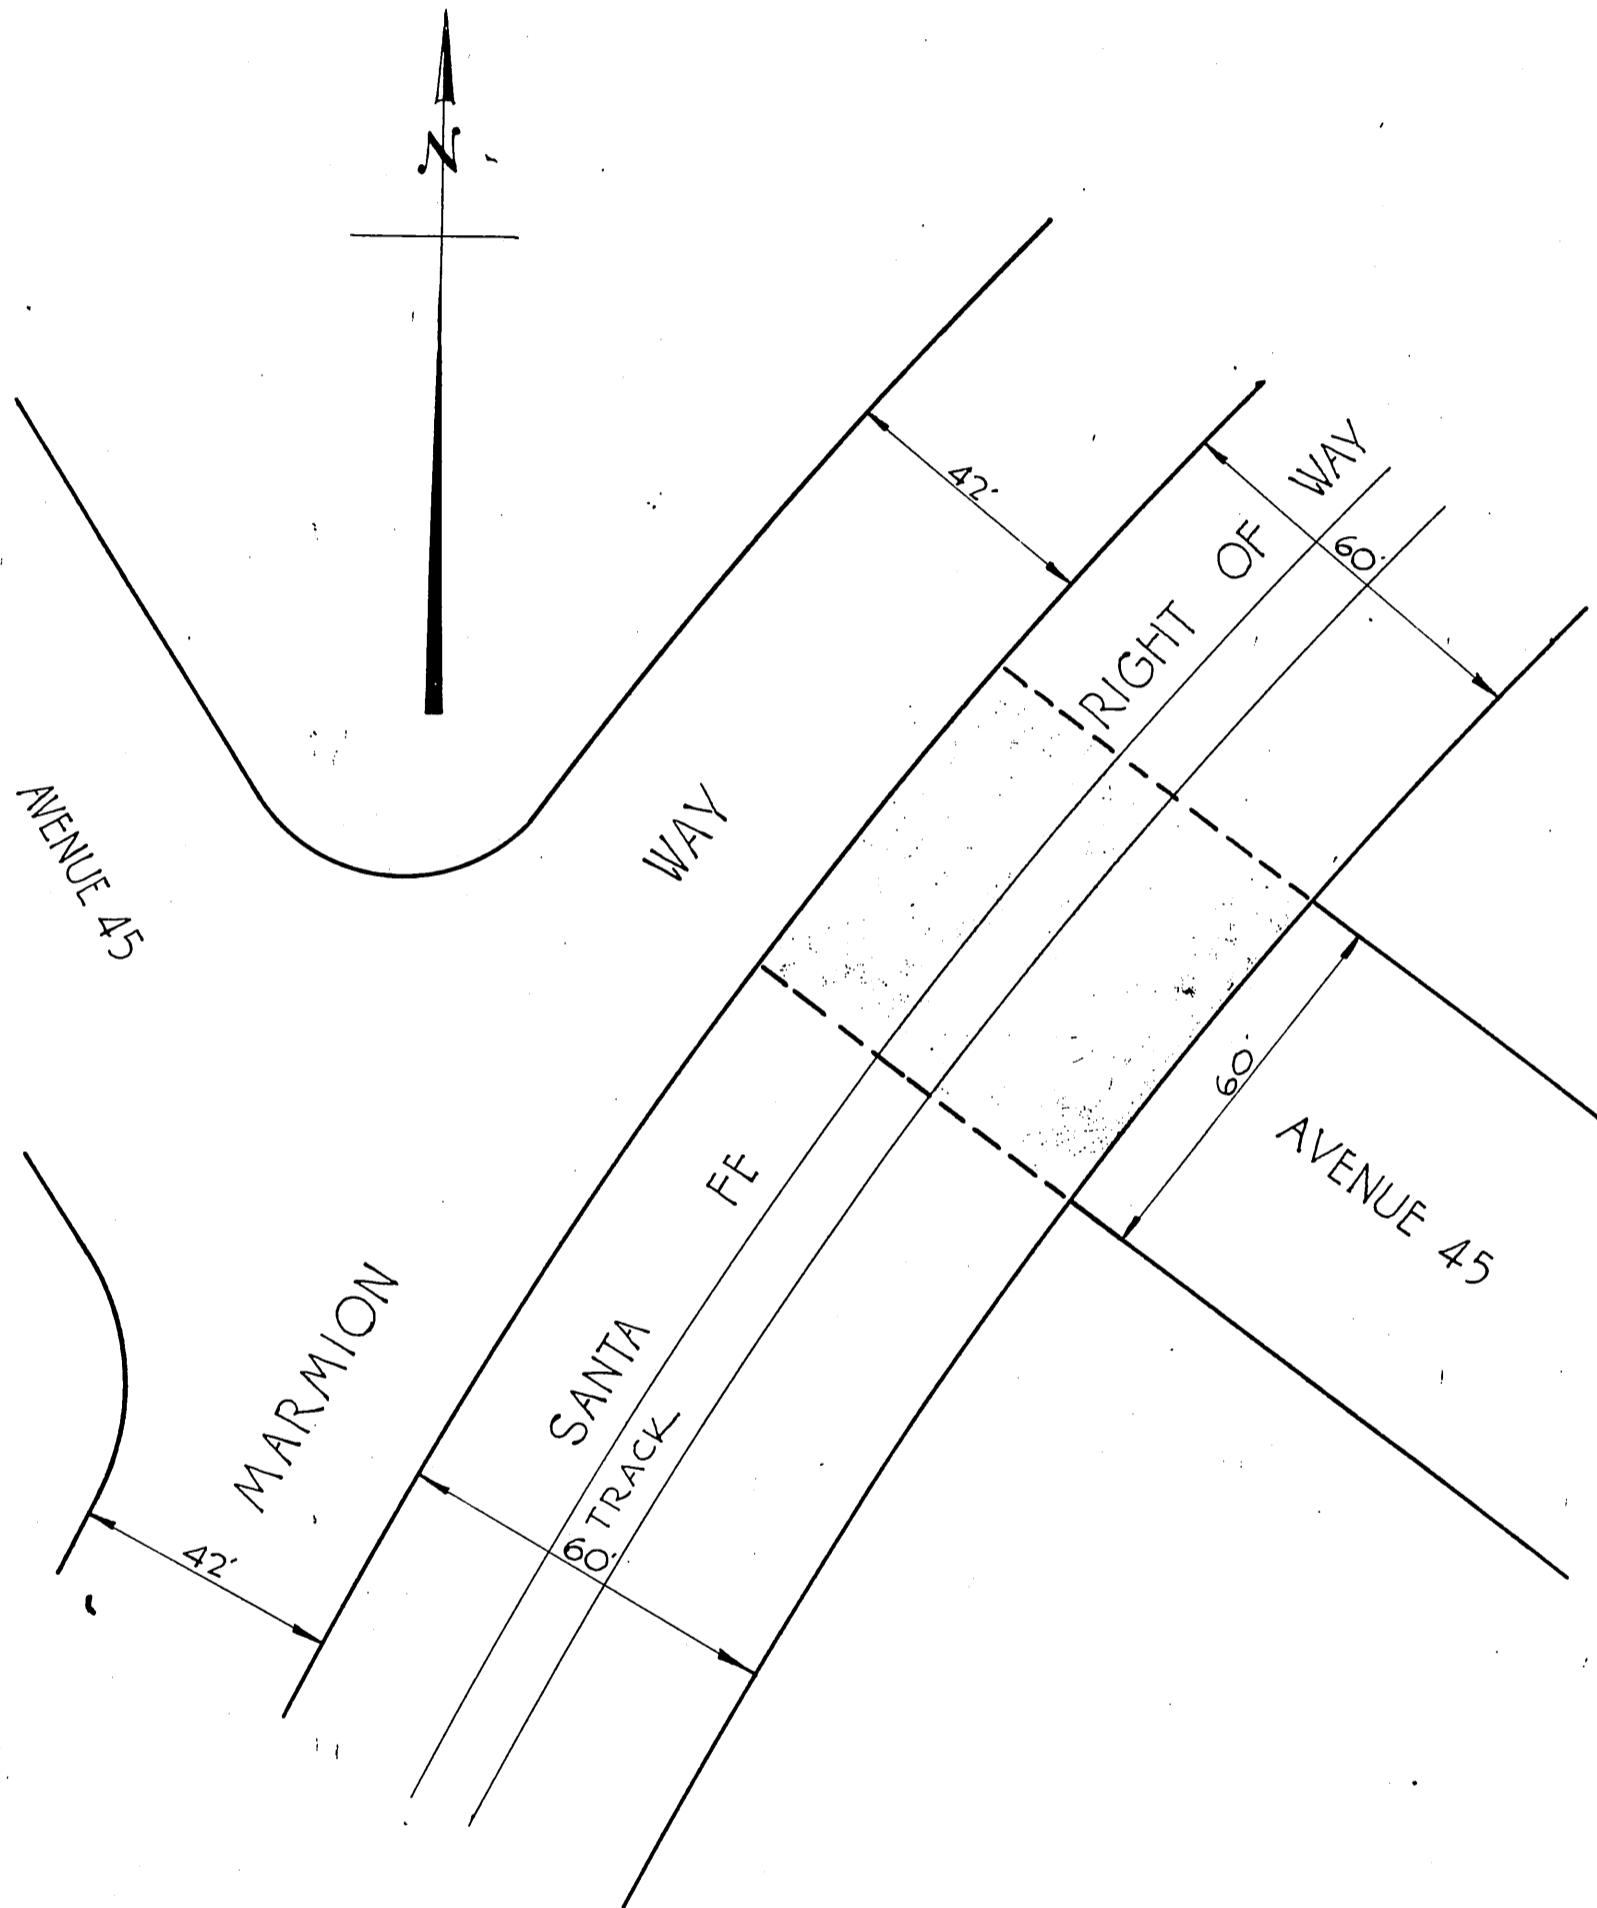 N
42'
60'
RIGHT OF WAY
WAY
AVENUE 45
60'
AVENUE 45
FE
MARMION
SANTA
TRACK
60'
42'